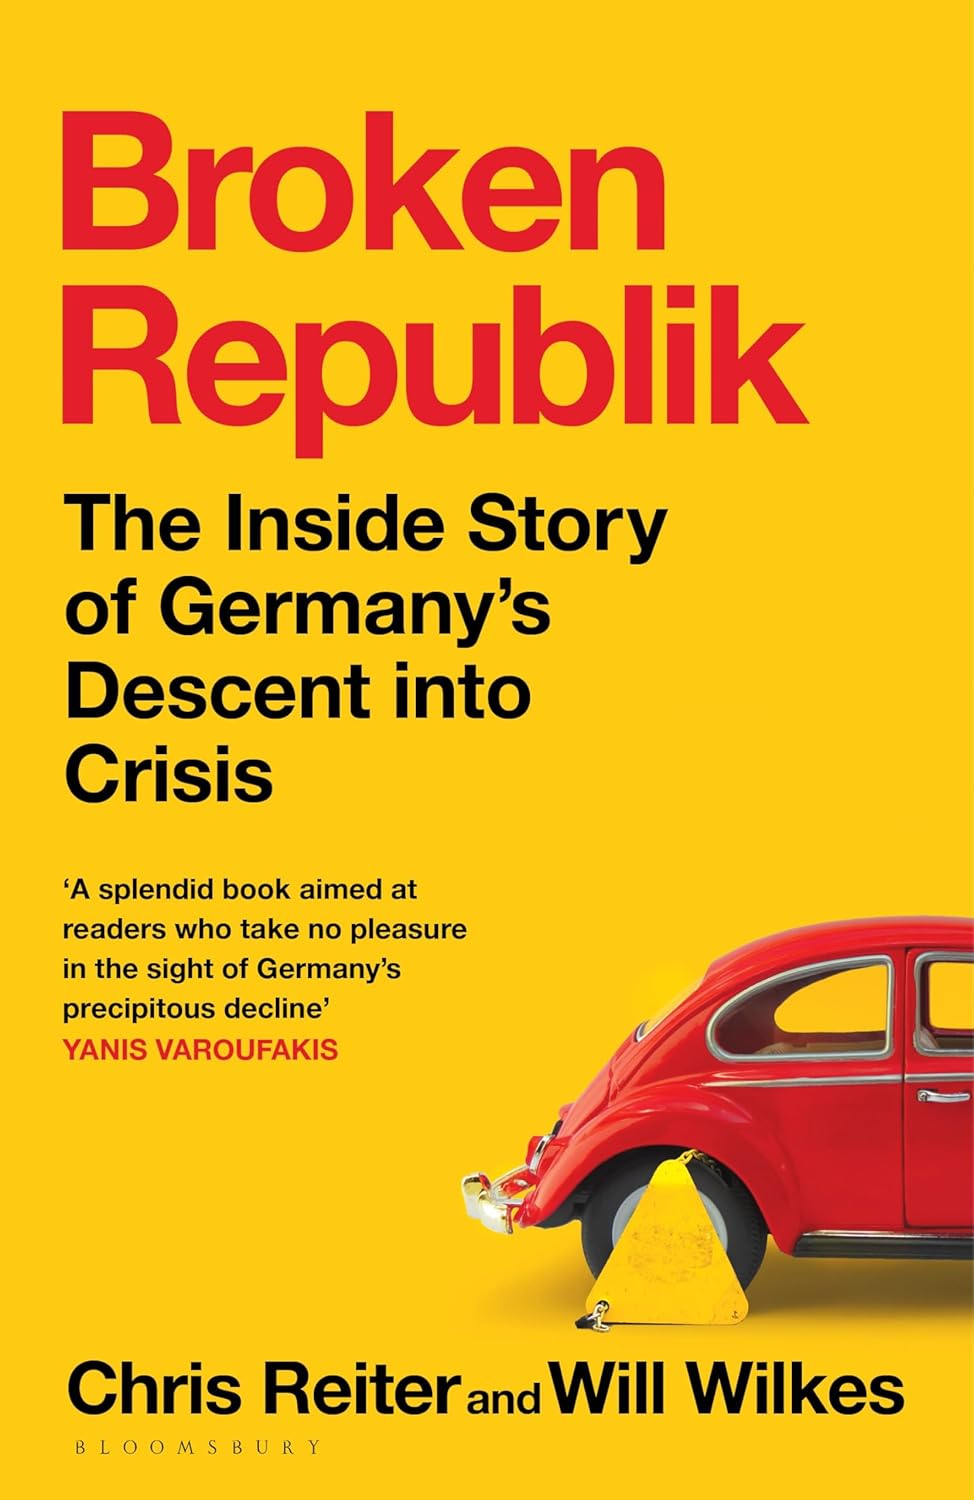 Broken
Republik
The Inside Story
of Germany’s
Descent into
Crisis
‘A splendid book aimed at
readers who take no pleasure
in the sight of Germany’s
precipitous decline’
YANIS VAROUFAKIS
Chris Reiter and Will Wilkes
BLOOMSBURY